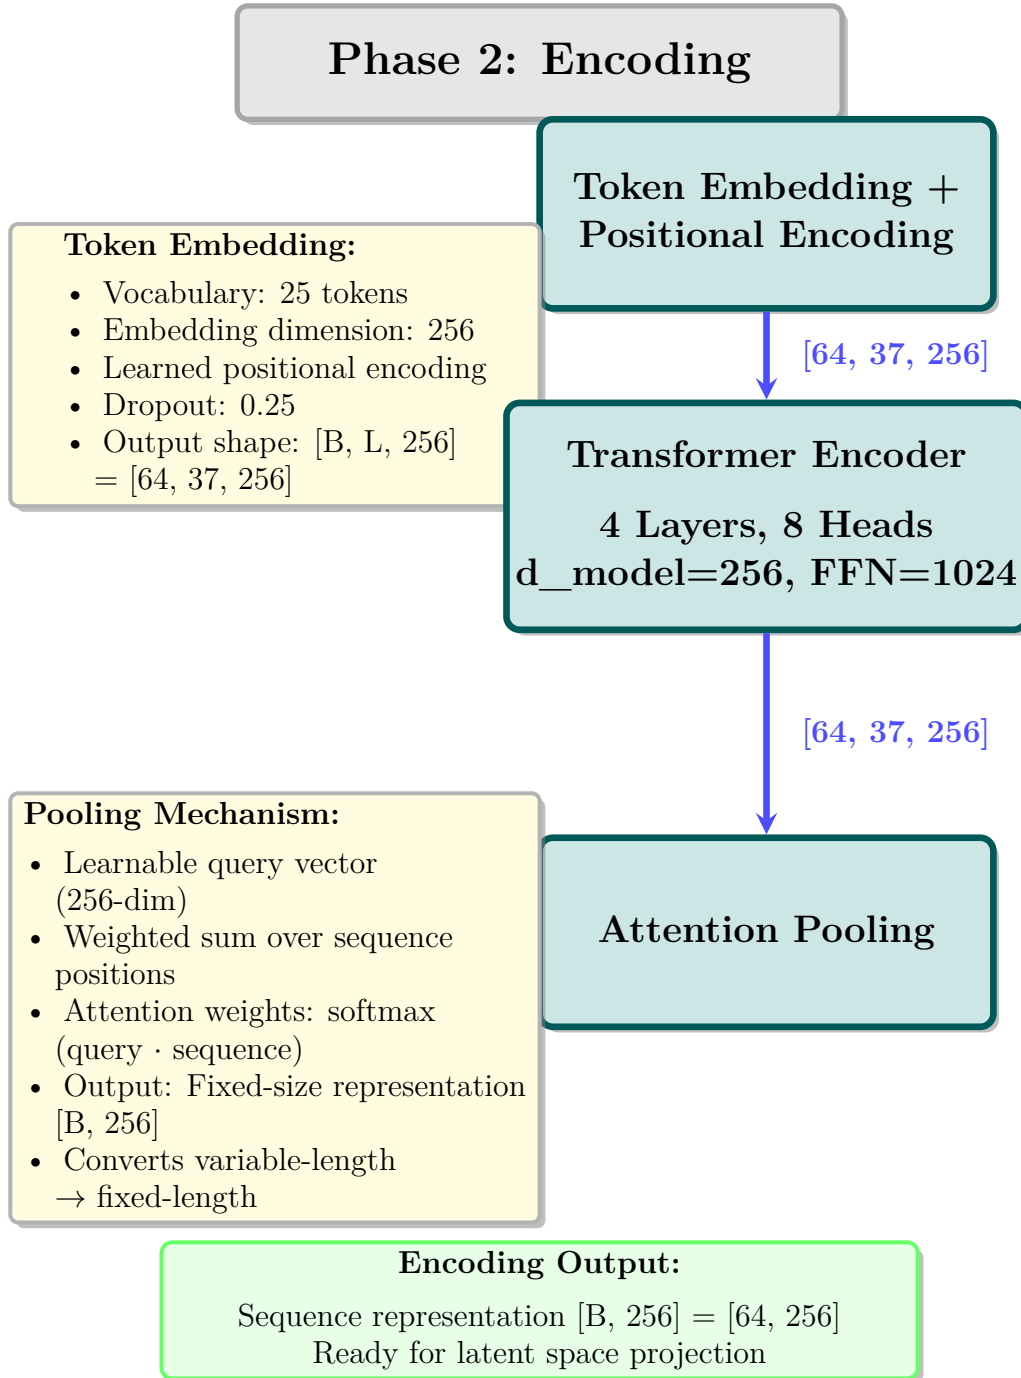 Phase 2: Encoding
Token Embedding +
Positional Encoding
Token Embedding:
• Vocabulary: 25 tokens
• Embedding dimension: 256
• Learned positional encoding
• Dropout: 0.25
• Output shape: [B, L, 256]
= [64, 37, 256]
[64, 37, 256]
Transformer Encoder
4 Layers, 8 Heads
d_model=256, FFN=1024
[64, 37, 256]
Pooling Mechanism:
• Learnable query vector
(256-dim)
• Weighted sum over sequence
positions
• Attention weights: softmax
(query · sequence)
• Output: Fixed-size representation
[B, 256]
• Converts variable-length
→ fixed-length
Attention Pooling
Encoding Output:
Sequence representation [B, 256] = [64, 256]
Ready for latent space projection